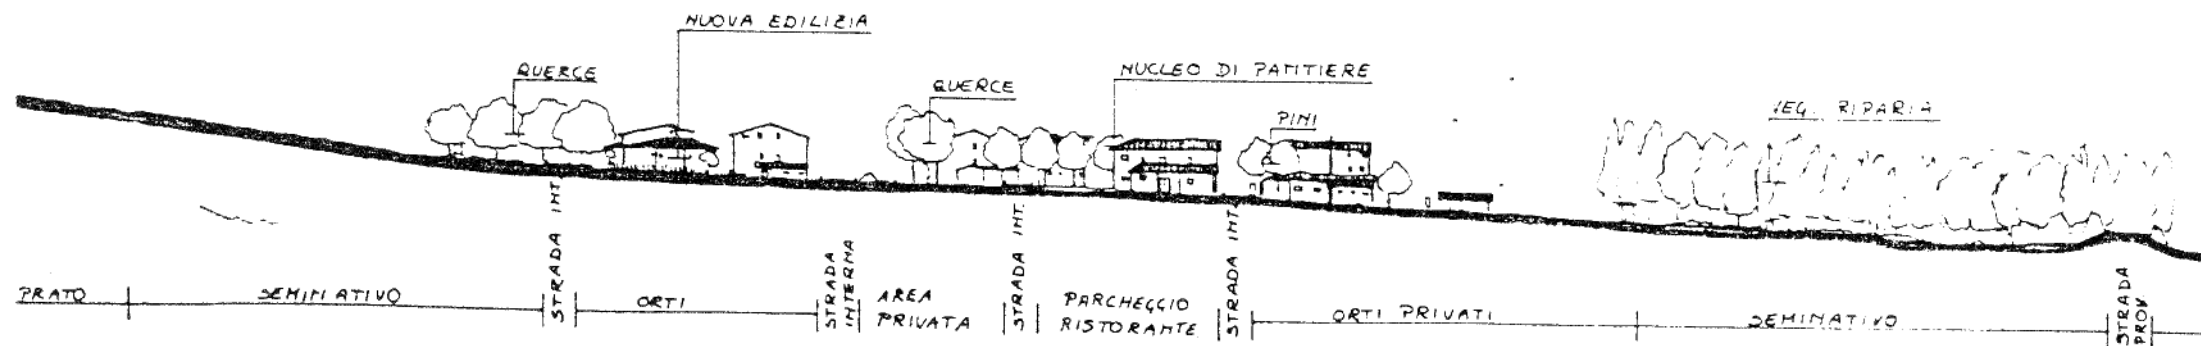 NUOVA EDILIZIA
QUERCE
QUERCE
NUCLEO DI PATITIERE
PINI
VEG. RIPARIA
PRATO
SEMINATIVO
STRADA INT.
ORTI
STRADA
INTERNA
AREA
PRIVATA
STRADA INT.
PARCHEGGIO
RISTORANTE
STRADA INT.
ORTI PRIVATI
SEMINATIVO
STRADA
PROV